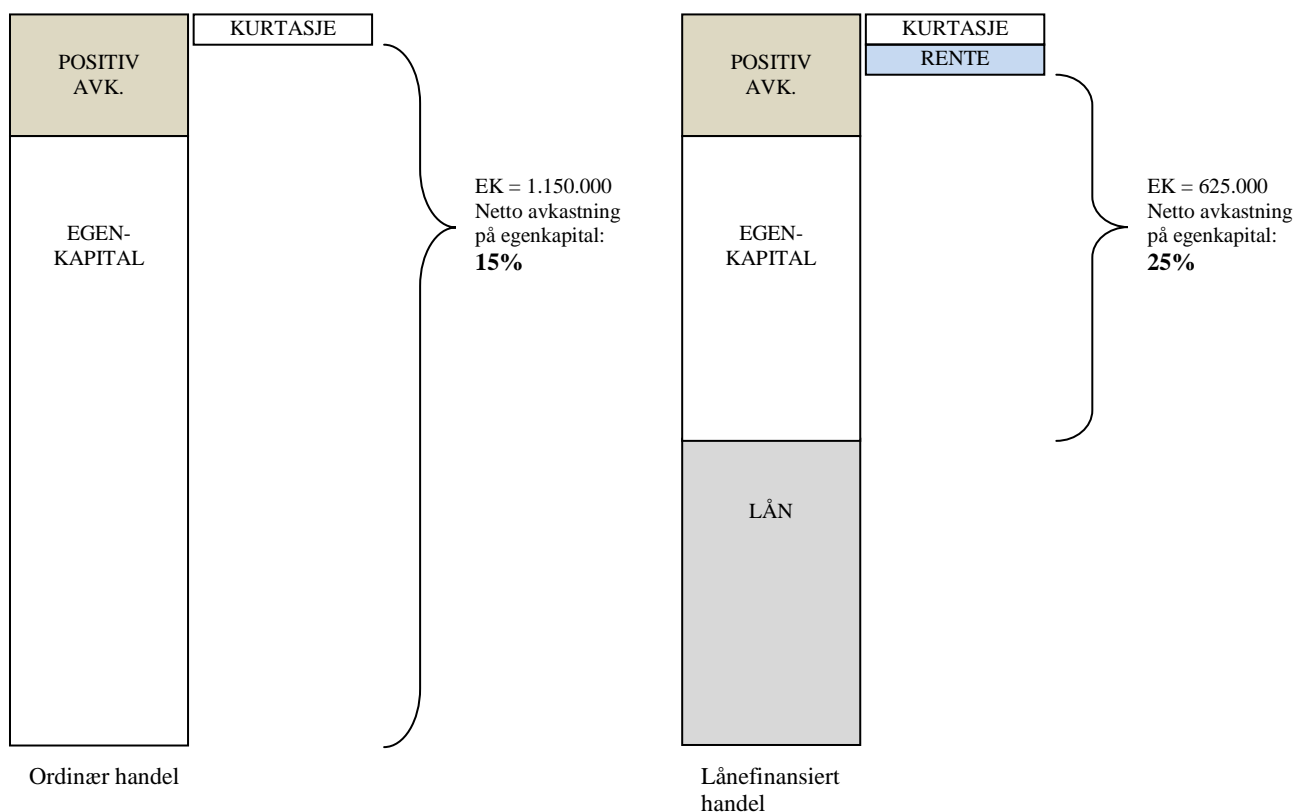 KURTASJE
POSITIV
AVK.
EGEN-
KAPITAL
EK = 1.150.000
Netto avkastning
på egenkapital:
15%
Ordinær handel
KURTASJE
RENTE
POSITIV
AVK.
EGEN-
KAPITAL
EK = 625.000
Netto avkastning
på egenkapital:
25%
LÅN
Lånefinansiert
handel